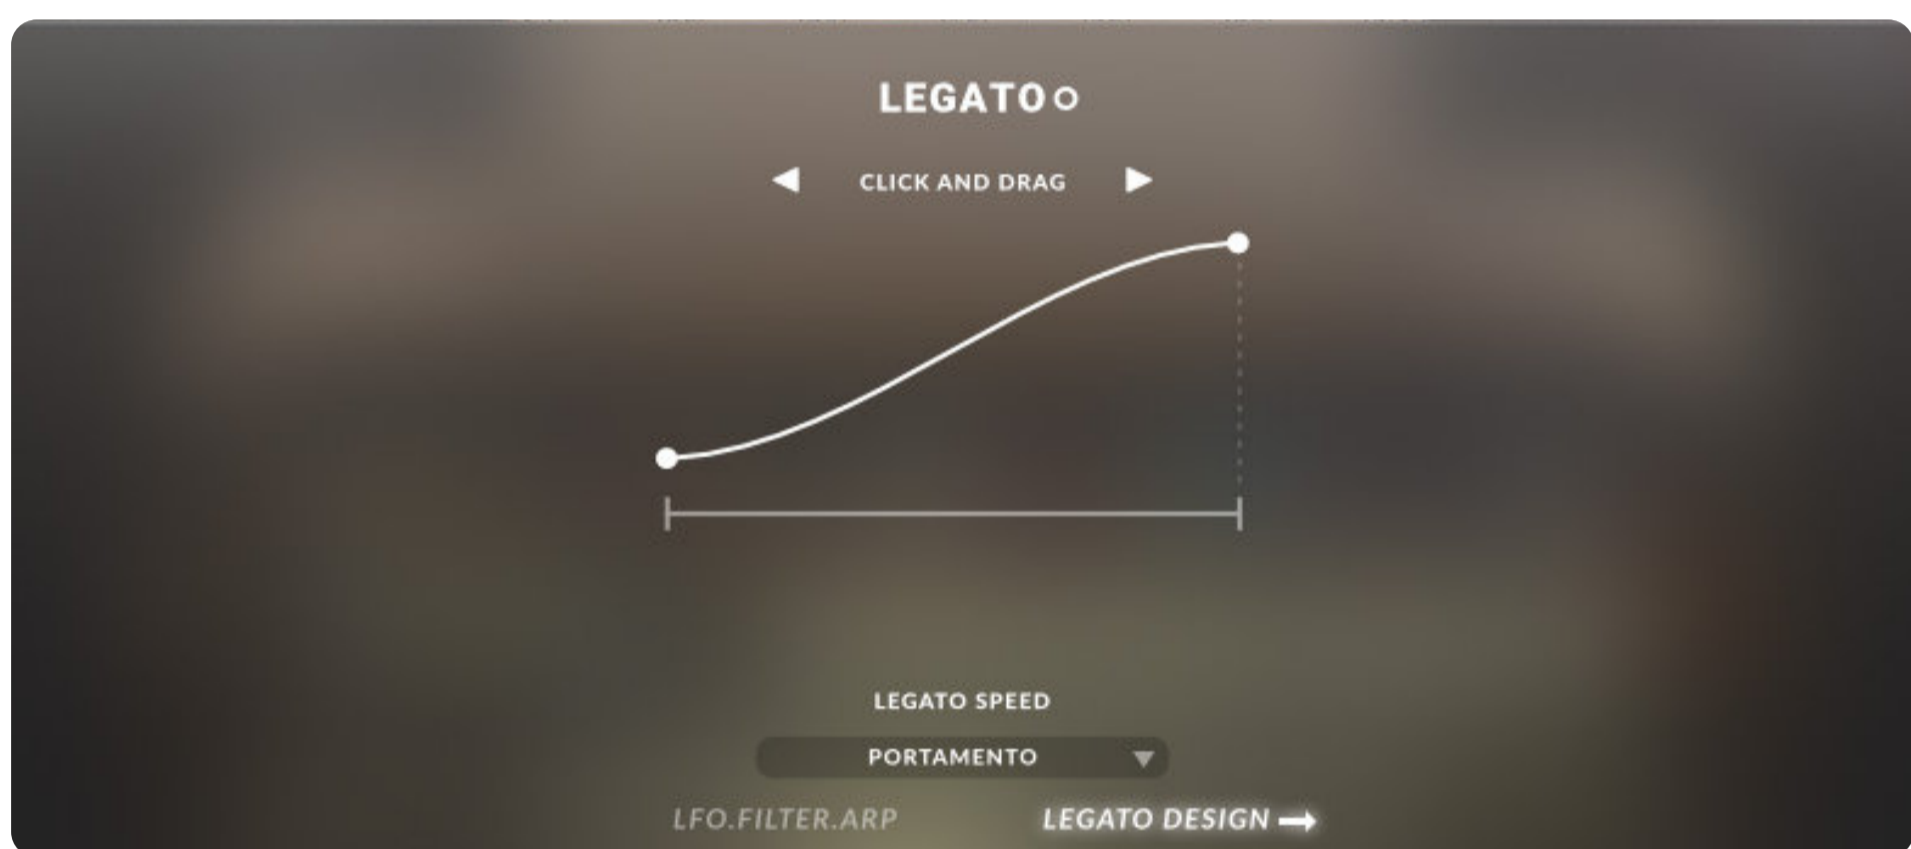 LEGATO
CLICK AND DRAG
LEGATO SPEED
PORTAMENTO
LFO.FILTER.ARP
LEGATO DESIGN